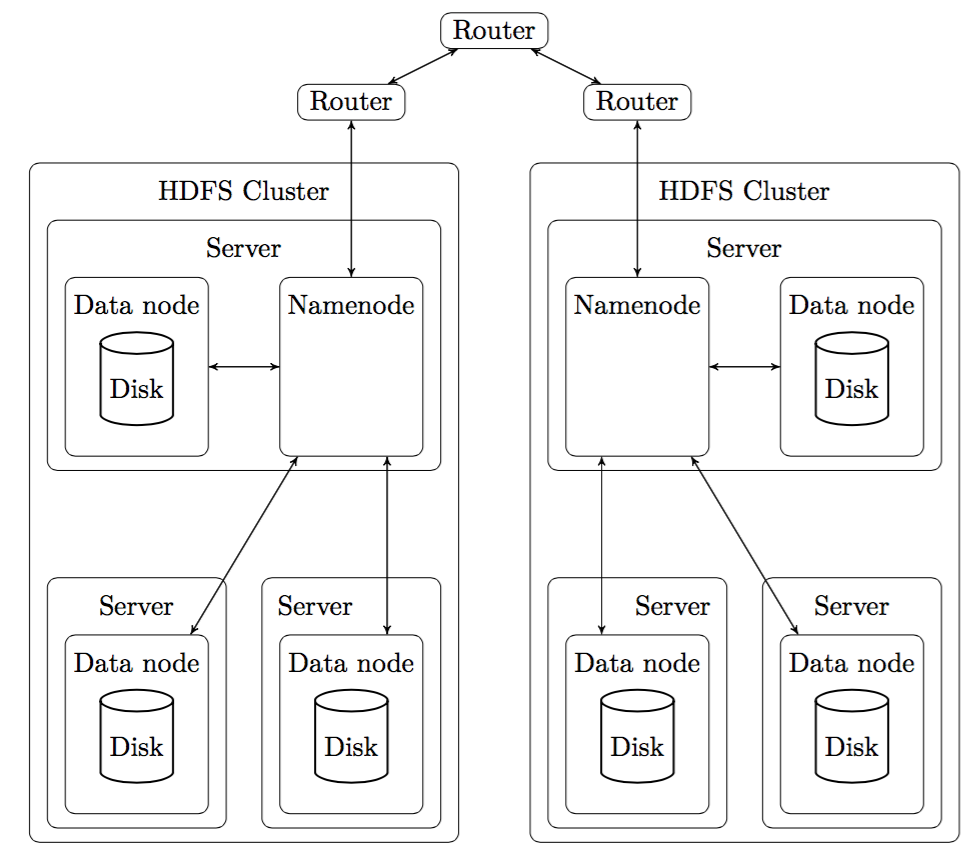 Router
Router
Router
HDFS Cluster
Server
Data node
Disk
Namenode
Server
Data node
Disk
Server
Data node
Disk
HDFS Cluster
Server
Namenode
Data node
Disk
Server
Data node
Disk
Server
Data node
Disk